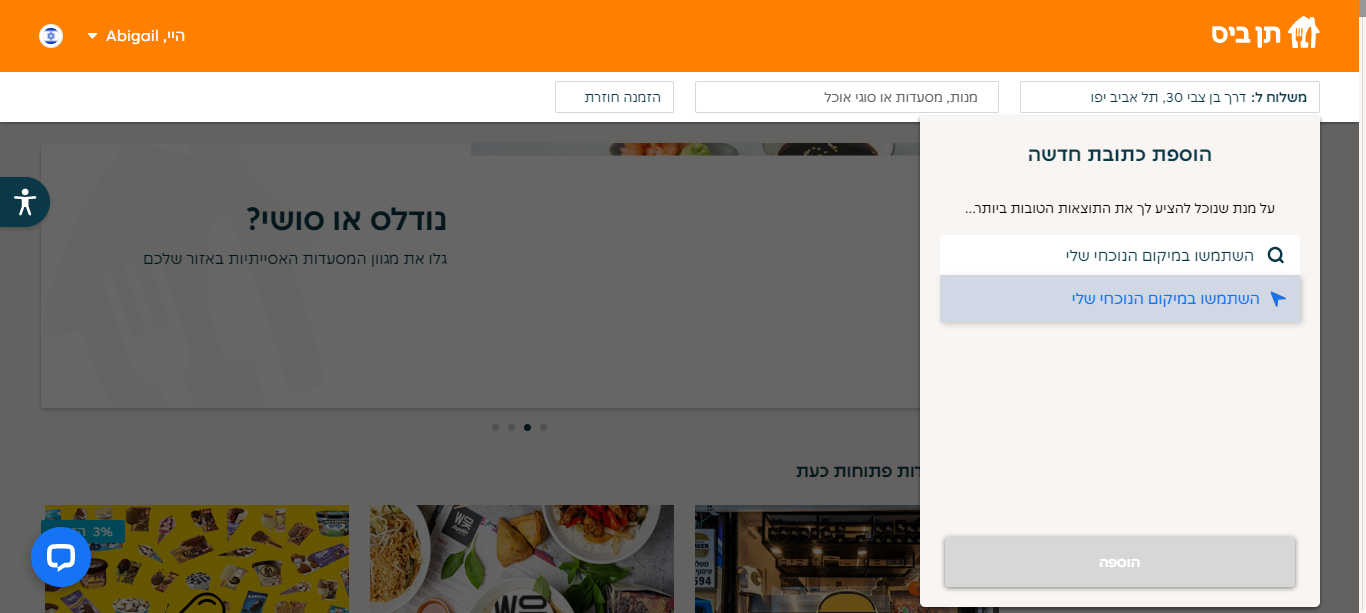 תן ביס
היי, Abigail
משלוח ל: דרך בן צבי 30, תל אביב יפו
מנות, מסעדות או סוגי אוכל
הזמנה חוזרת
הוספת כתובת חדשה
על מנת שנוכל להציע לך את התוצאות הטובות ביותר...
השתמשו במיקום הנוכחי שלי
השתמשו במיקום הנוכחי שלי
הוספה
נודלס או סושי?
גלו את מגוון המסעדות האסייתיות באזור שלכם
פתוחות כעת
3%
WOK